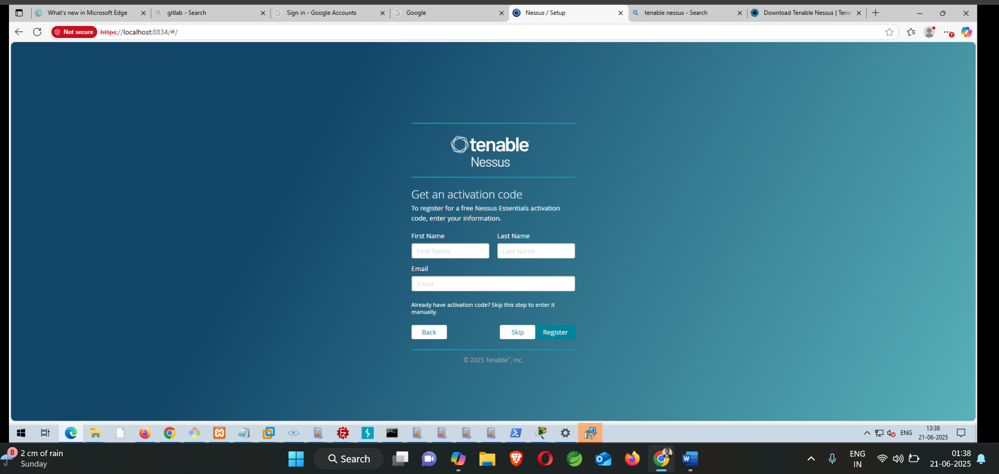 What's new in Microsoft Edge
gitlab - Search
Sign in - Google Accounts
Google
Nessus / Setup
tenable nessus - Search
Download Tenable Nessus | Tena
Not secure https://localhost:8834/#/
tenable
Nessus
Get an activation code
To register for a free Nessus Essentials activation
code, enter your information.
First Name Last Name
First Name Last Name
Email
Email
Already have activation code? Skip this step to enter it
manually.
Back Skip Register
© 2025 Tenable™, Inc.
ENG
13:38
21-06-2025
8
2 cm of rain
Sunday
Search
ENG
IN
01:38
21-06-2025